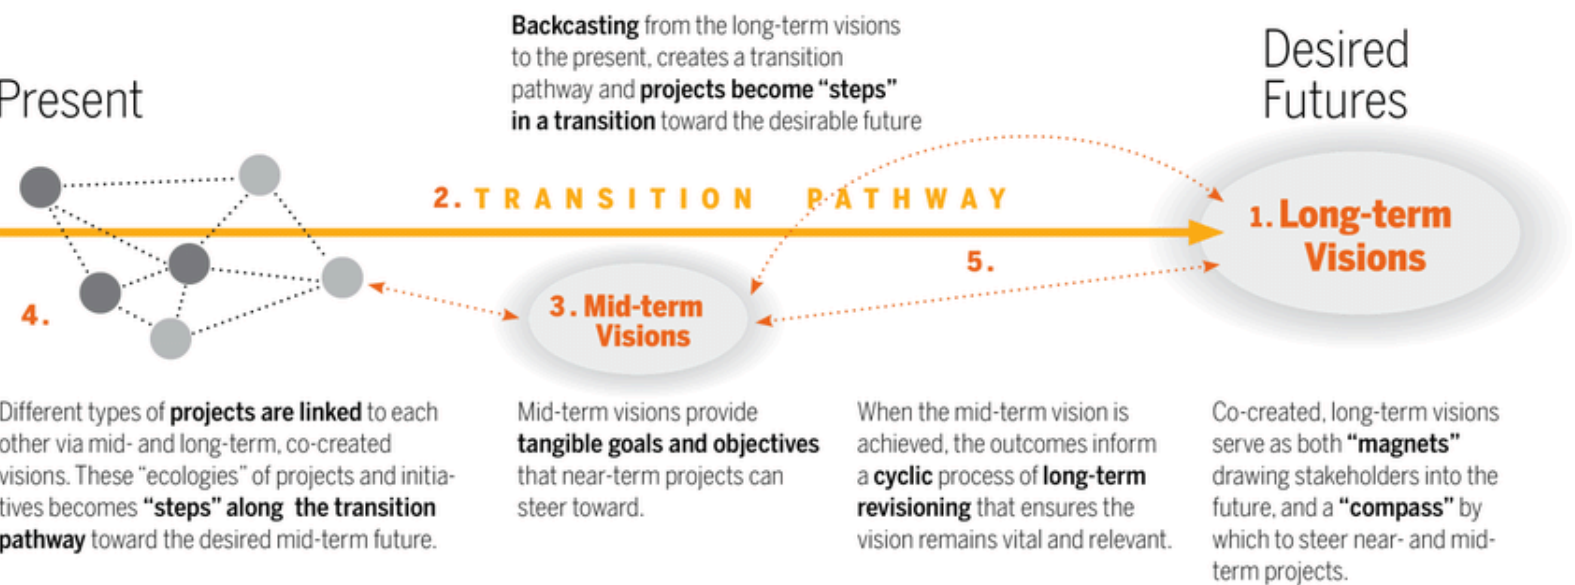 Backcasting from the long-term visions
to the present, creates a transition
pathway and projects become “steps”
in a transition toward the desirable future
Desired
Futures
Present
2. TRANSITION PATHWAY
1. Long-term
Visions
5.
3. Mid-term
Visions
4.
Different types of projects are linked to each
other via mid- and long-term, co-created
visions. These “ecologies” of projects and initia-
tives becomes “steps” along the transition
pathway toward the desired mid-term future.
Mid-term visions provide
tangible goals and objectives
that near-term projects can
steer toward.
When the mid-term vision is
achieved, the outcomes inform
a cyclic process of long-term
revisioning that ensures the
vision remains vital and relevant.
Co-created, long-term visions
serve as both “magnets”
drawing stakeholders into the
future, and a “compass” by
which to steer near- and mid-
term projects.